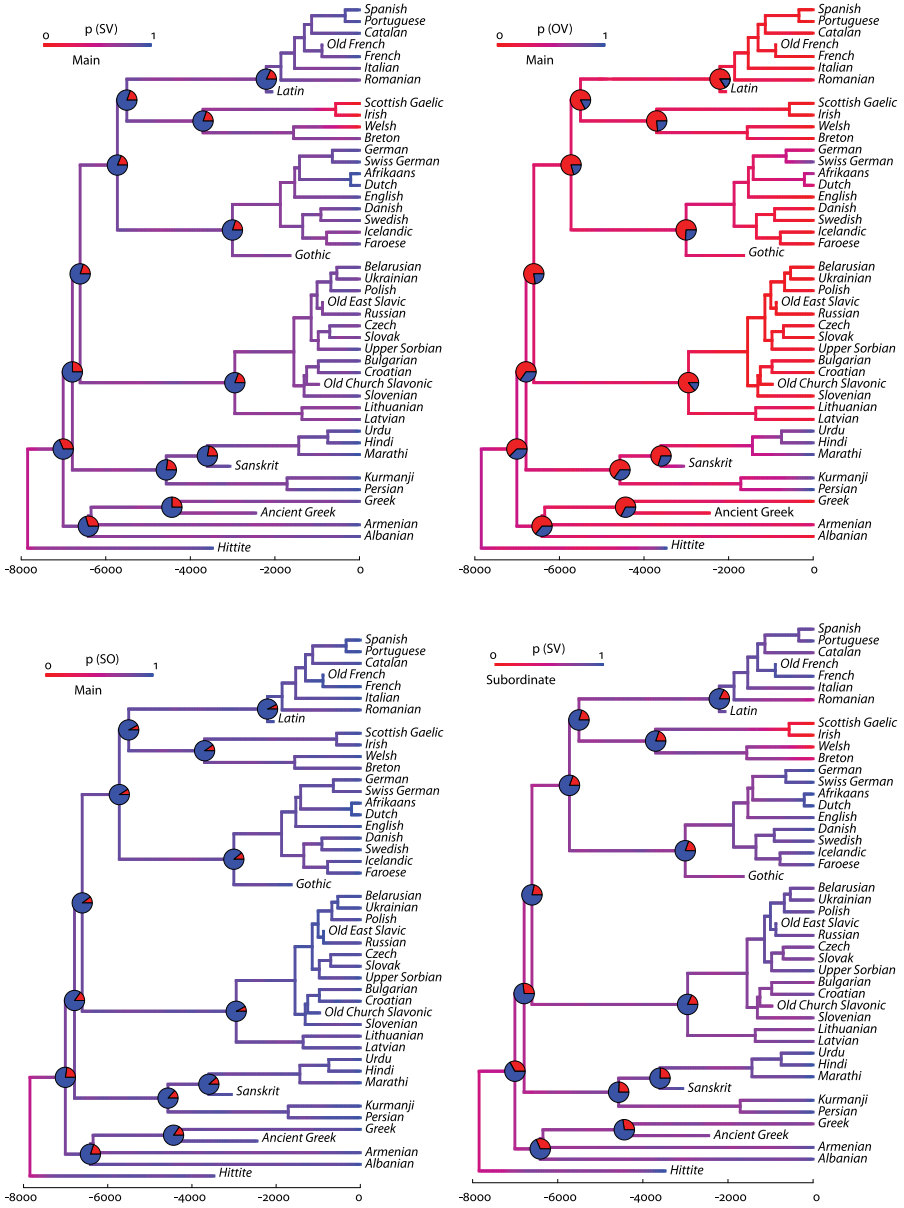 p (SV)
0 1
Main
Spanish
Portuguese
Catalan
Old French
French
Italian
Romanian
Latin
Scottish Gaelic
Irish
Welsh
Breton
German
Swiss German
Afrikaans
Dutch
English
Danish
Swedish
Icelandic
Faroese
Gothic
Belarusian
Ukrainian
Polish
Old East Slavic
Russian
Czech
Slovak
Upper Sorbian
Bulgarian
Croatian
Old Church Slavonic
Slovenian
Lithuanian
Latvian
Urdu
Hindi
Marathi
Sanskrit
Kurmanji
Persian
Greek
Ancient Greek
Armenian
Albanian
Hittite
-8000 -6000 -4000 -2000 0
p (OV)
0 1
Main
Spanish
Portuguese
Catalan
Old French
French
Italian
Romanian
Latin
Scottish Gaelic
Irish
Welsh
Breton
German
Swiss German
Afrikaans
Dutch
English
Danish
Swedish
Icelandic
Faroese
Gothic
Belarusian
Ukrainian
Polish
Old East Slavic
Russian
Czech
Slovak
Upper Sorbian
Bulgarian
Croatian
Old Church Slavonic
Slovenian
Lithuanian
Latvian
Urdu
Hindi
Marathi
Sanskrit
Kurmanji
Persian
Greek
Ancient Greek
Armenian
Albanian
Hittite
-8000 -6000 -4000 -2000 0
p (SO)
0 1
Main
Spanish
Portuguese
Catalan
Old French
French
Italian
Romanian
Latin
Scottish Gaelic
Irish
Welsh
Breton
German
Swiss German
Afrikaans
Dutch
English
Danish
Swedish
Icelandic
Faroese
Gothic
Belarusian
Ukrainian
Polish
Old East Slavic
Russian
Czech
Slovak
Upper Sorbian
Bulgarian
Croatian
Old Church Slavonic
Slovenian
Lithuanian
Latvian
Urdu
Hindi
Marathi
Sanskrit
Kurmanji
Persian
Greek
Ancient Greek
Armenian
Albanian
Hittite
-8000 -6000 -4000 -2000 0
p (SV)
0 1
Subordinate
Spanish
Portuguese
Catalan
Old French
French
Italian
Romanian
Latin
Scottish Gaelic
Irish
Welsh
Breton
German
Swiss German
Afrikaans
Dutch
English
Danish
Swedish
Icelandic
Faroese
Gothic
Belarusian
Ukrainian
Polish
Old East Slavic
Russian
Czech
Slovak
Upper Sorbian
Bulgarian
Croatian
Old Church Slavonic
Slovenian
Lithuanian
Latvian
Urdu
Hindi
Marathi
Sanskrit
Kurmanji
Persian
Greek
Ancient Greek
Armenian
Albanian
Hittite
-8000 -6000 -4000 -2000 0